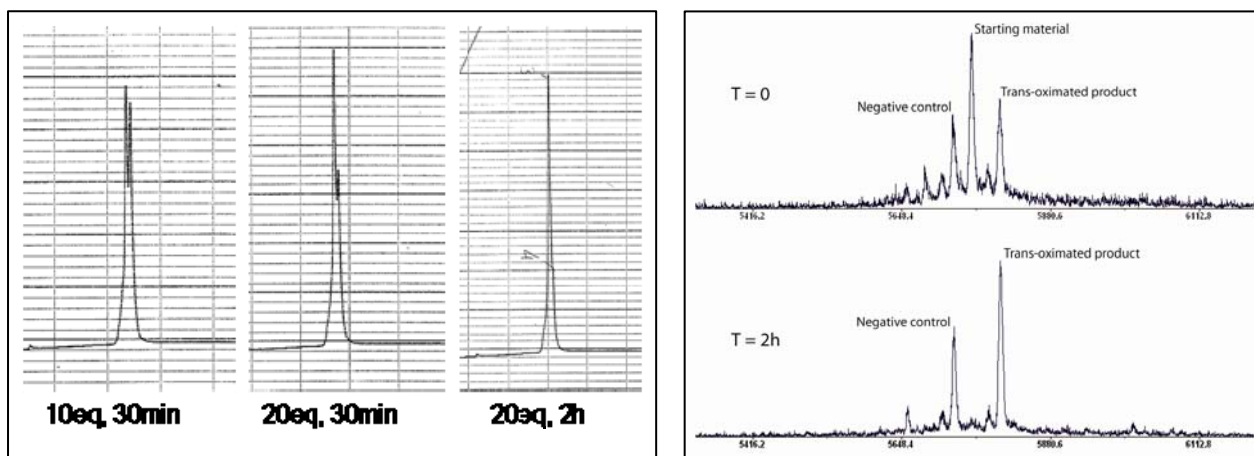 10eq, 30min
20eq, 30min
20eq, 2h
Starting material
T = 0
Negative control
Trans-oximated product
5416.2 5648.4 5880.6 6112.8
Trans-oximated product
Negative control
T = 2h
5416.2 5648.4 5880.6 6112.8